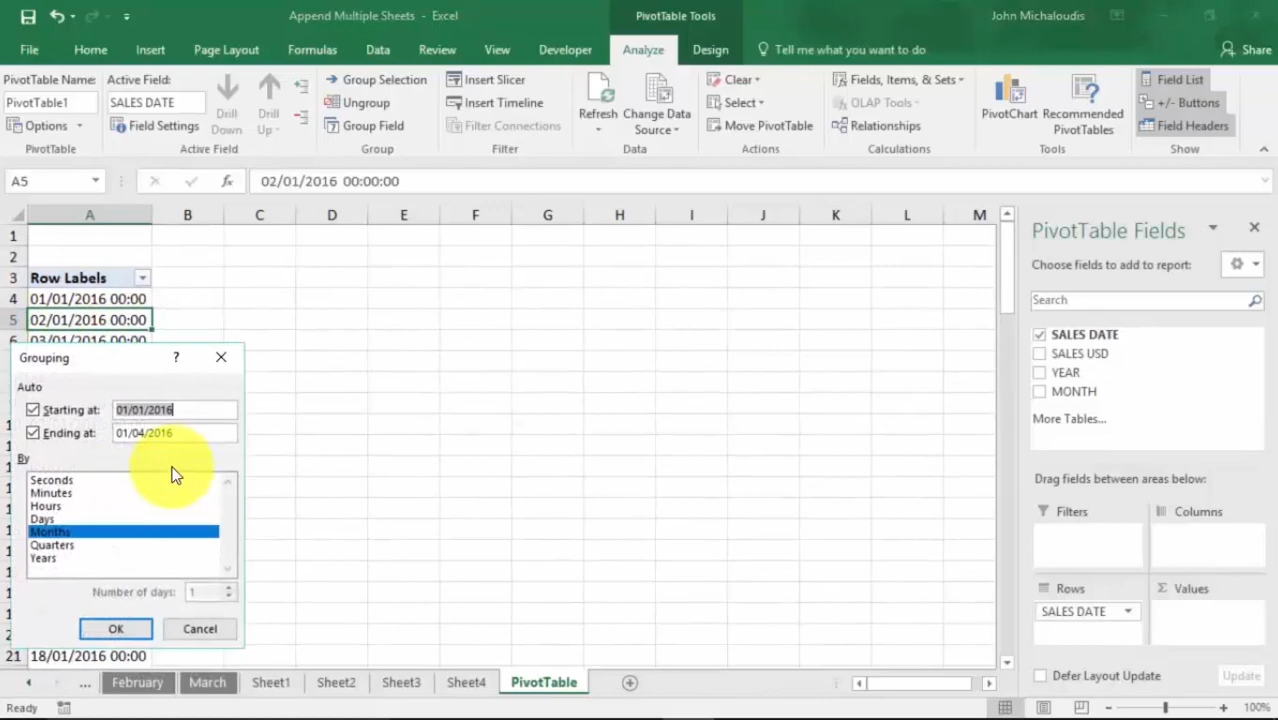 Append Multiple Sheets - Excel
PivotTable Tools
John Michaloudis
File Home Insert Page Layout Formulas Data Review View Developer Analyze Design Tell me what you want to do Share
PivotTable Name:
PivotTable1
Options
PivotTable
Active Field:
SALES DATE
Field Settings
Drill Down
Drill Up
Active Field
Group Selection
Ungroup
Group Field
Group
Insert Slicer
Insert Timeline
Filter Connections
Filter
Refresh
Change Data Source
Data
Clear
Select
Move PivotTable
Actions
Fields, Items, & Sets
OLAP Tools
Relationships
Calculations
PivotChart
Recommended PivotTables
Tools
Field List
+/- Buttons
Field Headers
Show
A5
fx
02/01/2016 00:00:00
A B C D E F G H I J K L M
1
2
3 Row Labels
4 01/01/2016 00:00
5 02/01/2016 00:00
6 03/01/2016 00:00
Grouping
?
Auto
Starting at: 01/01/2016
Ending at: 01/04/2016
By
Seconds
Minutes
Hours
Days
Months
Quarters
Years
Number of days: 1
OK Cancel
21 18/01/2016 00:00
PivotTable Fields
Choose fields to add to report:
Search
SALES DATE
SALES USD
YEAR
MONTH
More Tables...
Drag fields between areas below:
Filters
Columns
Rows
SALES DATE
Values
Defer Layout Update
Update
... February March Sheet1 Sheet2 Sheet3 Sheet4 PivotTable
Ready
100%